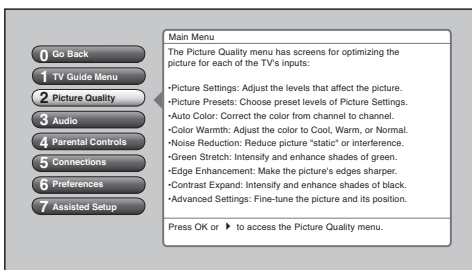 0 Go Back
1 TV Guide Menu
2 Picture Quality
3 Audio
4 Parental Controls
5 Connections
6 Preferences
7 Assisted Setup
Main Menu
The Picture Quality menu has screens for optimizing the
picture for each of the TV's inputs:
•Picture Settings: Adjust the levels that affect the picture.
•Picture Presets: Choose preset levels of Picture Settings.
•Auto Color: Correct the color from channel to channel.
•Color Warmth: Adjust the color to Cool, Warm, or Normal.
•Noise Reduction: Reduce picture "static" or interference.
•Green Stretch: Intensify and enhance shades of green.
•Edge Enhancement: Make the picture's edges sharper.
•Contrast Expand: Intensify and enhance shades of black.
•Advanced Settings: Fine-tune the picture and its position.
Press OK or ▶ to access the Picture Quality menu.